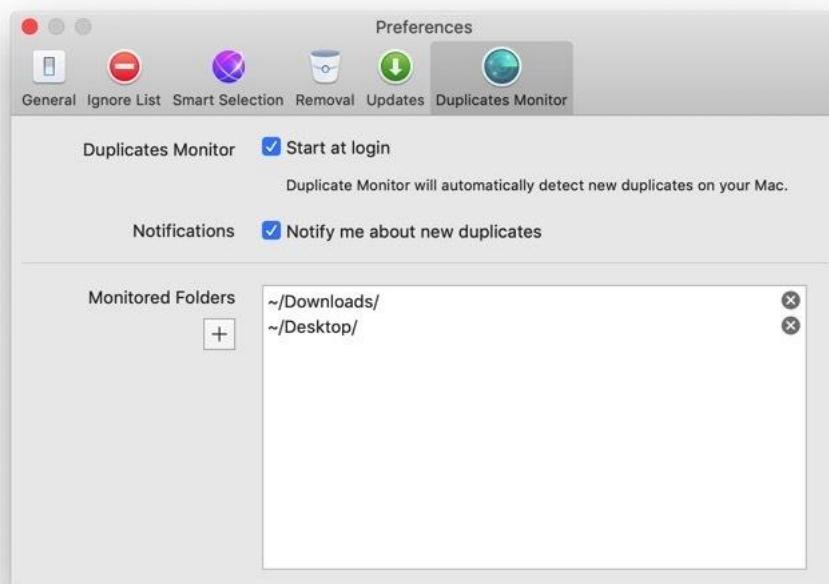 Preferences
General Ignore List Smart Selection Removal Updates Duplicates Monitor
Duplicates Monitor Start at login
Duplicate Monitor will automatically detect new duplicates on your Mac.
Notifications Notify me about new duplicates
Monitored Folders ~/Downloads/
~/Desktop/